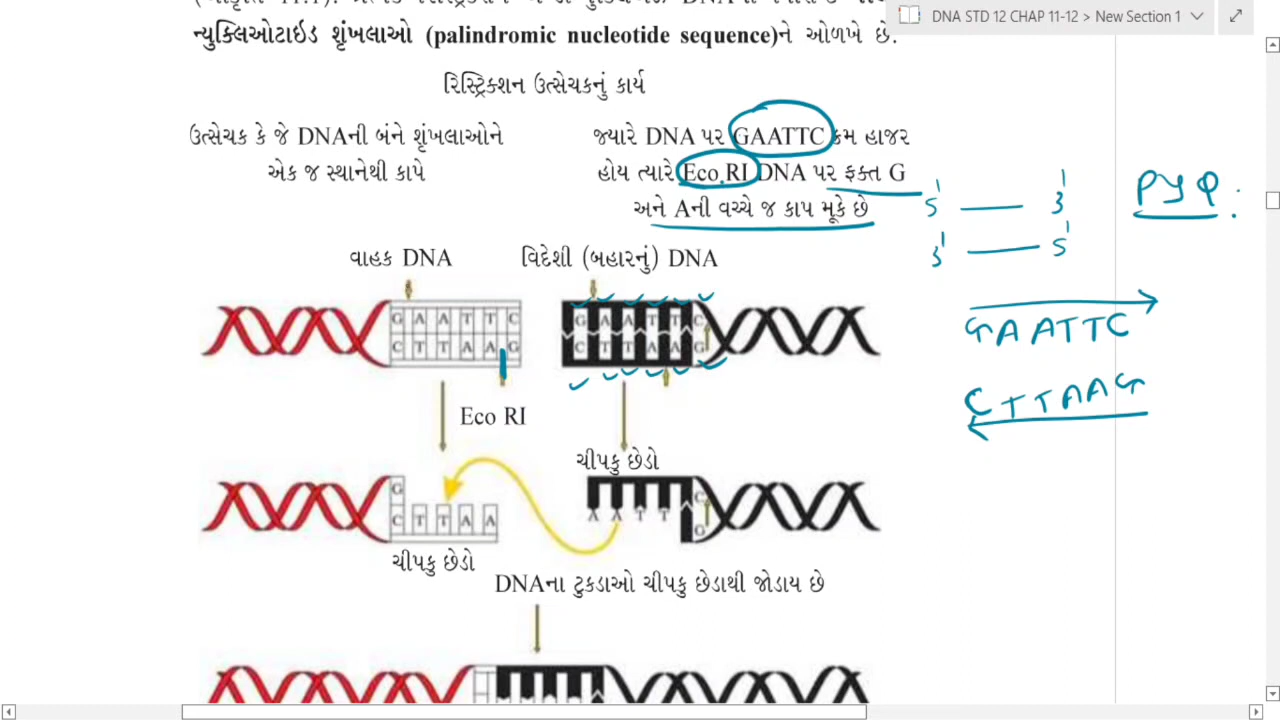 DNA STD 12 CHAP 11-12 > New Section 1
ન્યુક્લિઓટાઇડ શૃંખલાઓ (palindromic nucleotide sequence)ને ઓળખે છે.
રિસ્ટ્રિક્શન ઉત્સેચકનું કાર્ય
ઉત્સેચક કે જે DNAની બંને શૃંખલાઓને
એક જ સ્થાનેથી કાપે
જ્યારે DNA પર GAATTC ક્રમ હાજર
હોય ત્યારે Eco RI DNA પર ફક્ત G
અને Aની વચ્ચે જ કાપ મૂકે છે
5' 3'
3' 5'
PYQ:
GAATTC
CTTAAG
વાહક DNA
વિદેશી (બહારનું) DNA
G A A T T C
C T T A A G
G A A T T C
C T T A A G
Eco RI
ચીપકુ છેડો
G
C T T A A
A A T T C
G
ચીપકુ છેડો
DNAના ટુકડાઓ ચીપકુ છેડાથી જોડાય છે